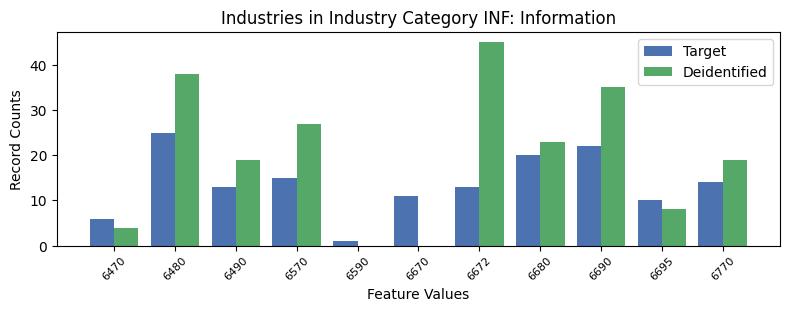 Industries in Industry Category INF: Information
Target
Deidentified
Record Counts
40
30
20
10
0
6470 6480 6490 6570 6590 6670 6672 6680 6690 6695 6770
Feature Values